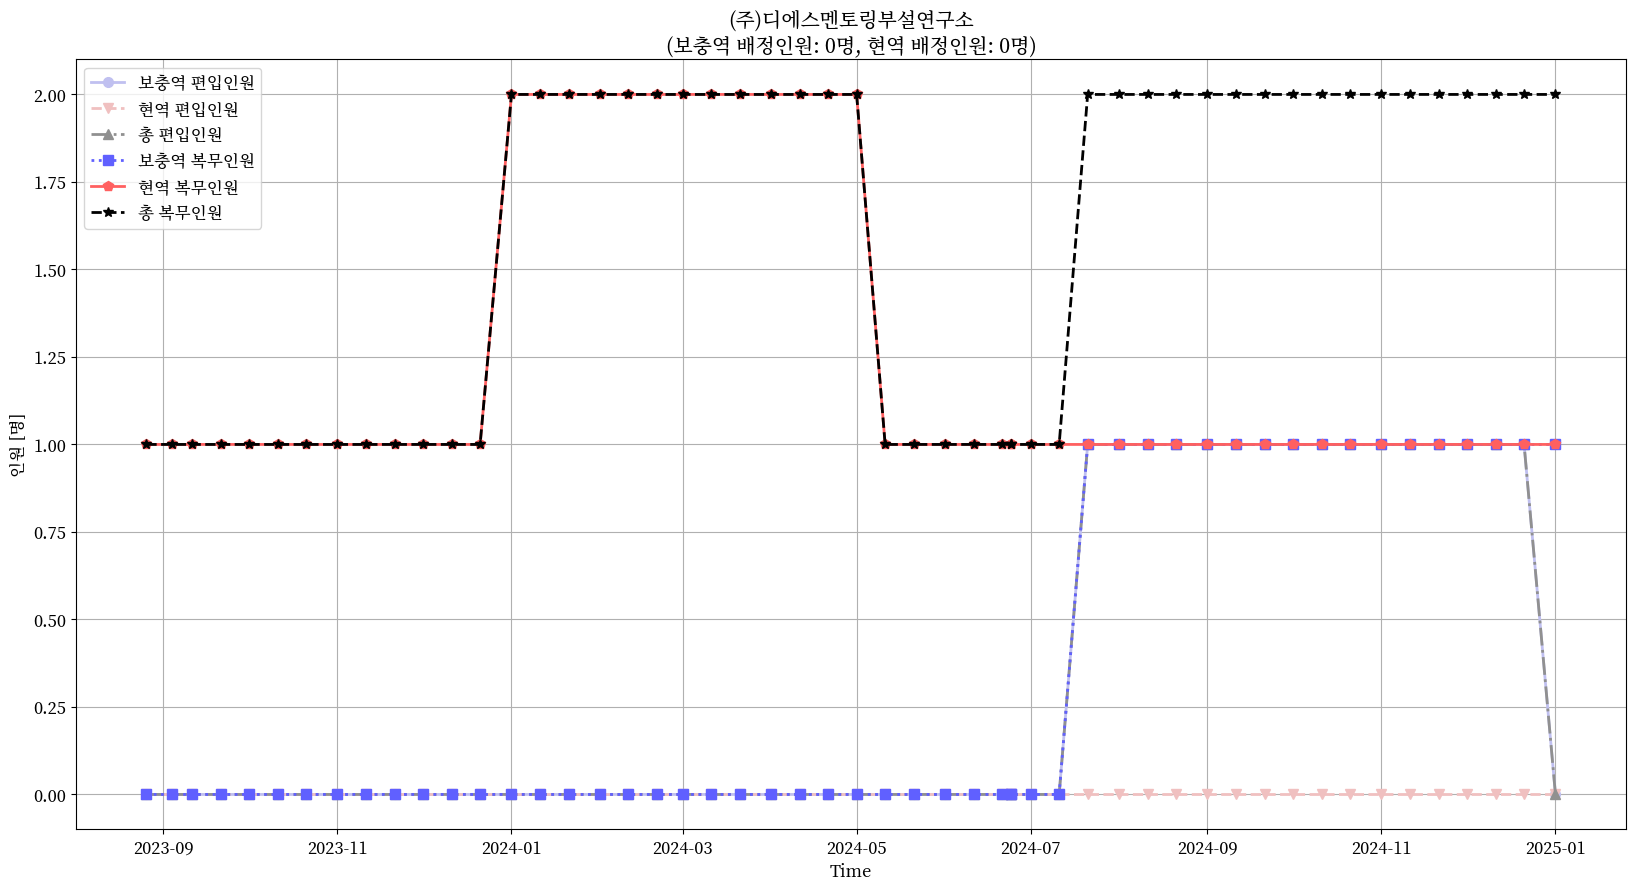 (주)디에스멘토링부설연구소
(보충역 배정인원: 0명, 현역 배정인원: 0명)
보충역 편입인원
현역 편입인원
총 편입인원
보충역 복무인원
현역 복무인원
총 복무인원
2.00
1.75
1.50
1.25
1.00
0.75
0.50
0.25
0.00
인원 [명]
2023-09 2023-11 2024-01 2024-03 2024-05 2024-07 2024-09 2024-11 2025-01
Time